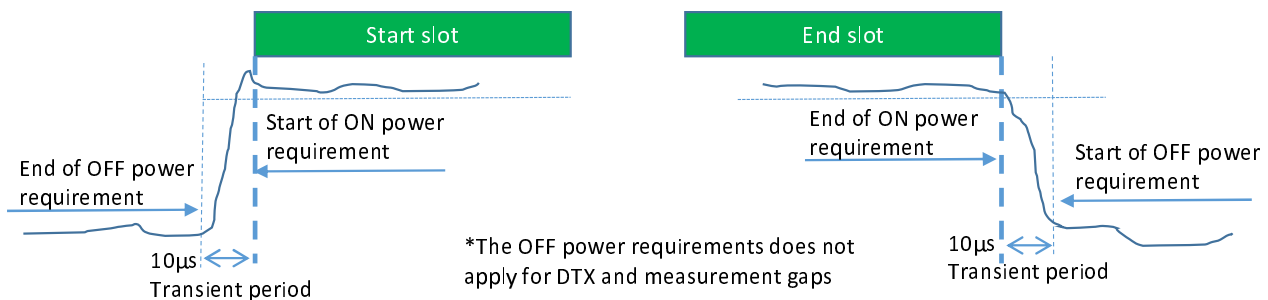 Start slot
End slot
Start of ON power
requirement
End of OFF power
requirement
End of ON power
requirement
Start of OFF power
requirement
10µs
Transient period
*The OFF power requirements does not
apply for DTX and measurement gaps
10µs
Transient period